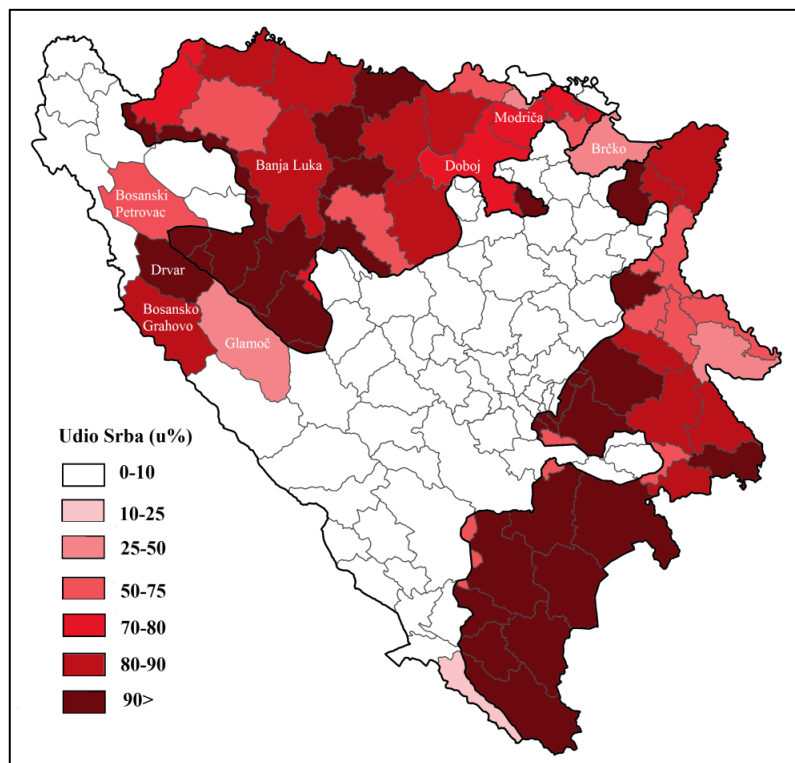 Modriča
Brčko
Doboj
Banja Luka
Bosanski
Petrovac
Drvar
Bosansko
Grahovo
Glamoč
Udio Srba (u%)
0-10
10-25
25-50
50-75
70-80
80-90
90>